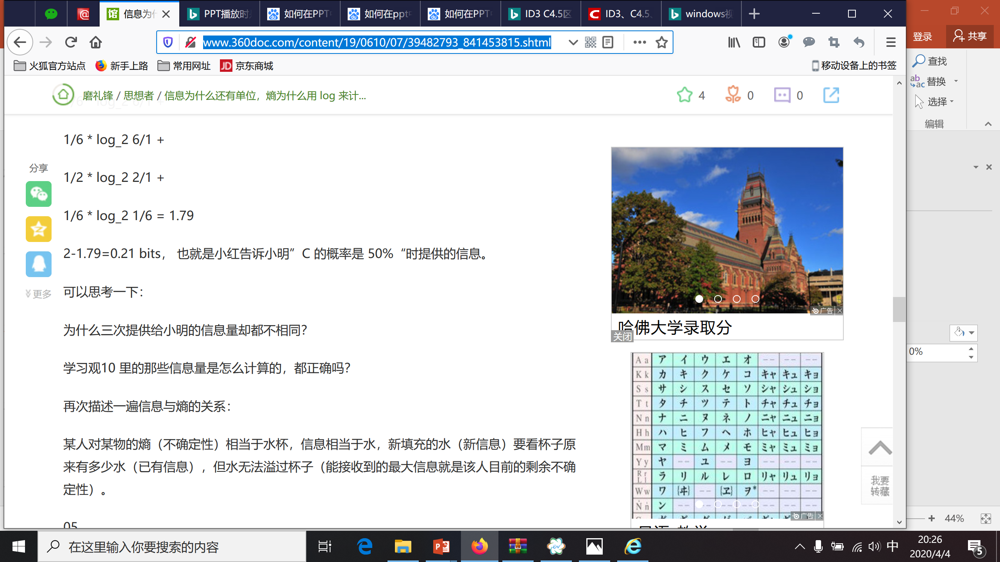 信息为什
PPT播放时
如何在PPT
如何在ppt
如何在PPT
ID3 C4.5区
ID3、C4.5、
windows视
登录
共享
www.360doc.com/content/19/0610/07/39482793_841453815.shtml
火狐官方站点
新手上路
常用网址
JD 京东商城
移动设备上的书签
查找
替换
选择
编辑
磨礼锋 / 思想者 / 信息为什么还有单位，熵为什么用 log 来计...
4
0
0
1/6 * log_2 6/1 +
分享
1/2 * log_2 2/1 +
1/6 * log_2 1/6 = 1.79
2-1.79=0.21 bits， 也就是小红告诉小明”C 的概率是 50%“时提供的信息。
更多
可以思考一下：
为什么三次提供给小明的信息量却都不相同？
学习观10 里的那些信息量是怎么计算的，都正确吗？
再次描述一遍信息与熵的关系：
某人对某物的熵（不确定性）相当于水杯，信息相当于水，新填充的水（新信息）要看杯子原
来有多少水（已有信息），但水无法溢过杯子（能接收到的最大信息就是该人目前的剩余不确
定性）。
05
广告
哈佛大学录取分
关闭
0%
A a ア イ ウ エ オ -- -- --
K k カ キ ク ケ コ キャ キュ キョ
S s サ シ ス セ ソ シャ シュ ショ
T t タ チ ツ テ ト チャ チュ チョ
N n ナ ニ ヌ ネ ノ ニャ ニュ ニョ
H h ハ ヒ フ ヘ ホ ヒャ ヒュ ヒョ
M m マ ミ ム メ モ ミャ ミュ ミョ
Y y ヤ -- ユ -- ヨ -- -- --
R r L l ラ リ ル レ ロ リャ リュ リョ
W w ワ (ヰ) -- (ヱ) ヲ* -- -- --
Ṅ ṅ ン -- -- -- -- -- -- --
广告
我要
转藏
44%
在这里输入你要搜索的内容
中
20:26
2020/4/4
5